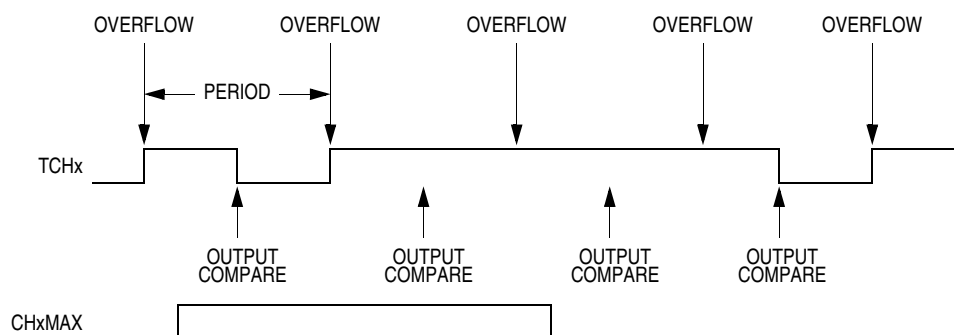 OVERFLOW OVERFLOW OVERFLOW OVERFLOW OVERFLOW
PERIOD
TCHx
OUTPUT COMPARE
OUTPUT COMPARE
OUTPUT COMPARE
OUTPUT COMPARE
CHxMAX